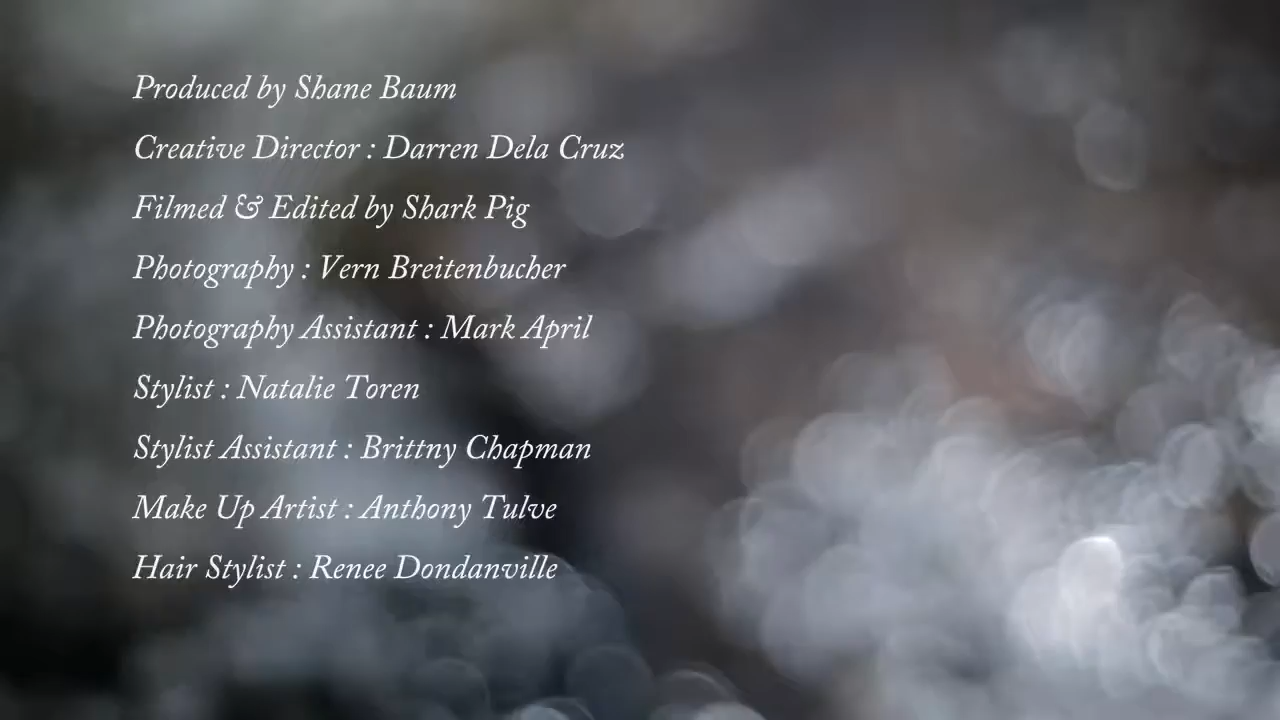 Produced by Shane Baum
Creative Director : Darren Dela Cruz
Filmed & Edited by Shark Pig
Photography : Vern Breitenbucher
Photography Assistant : Mark April
Stylist : Natalie Toren
Stylist Assistant : Brittny Chapman
Make Up Artist : Anthony Tulve
Hair Stylist : Renee Dondanville